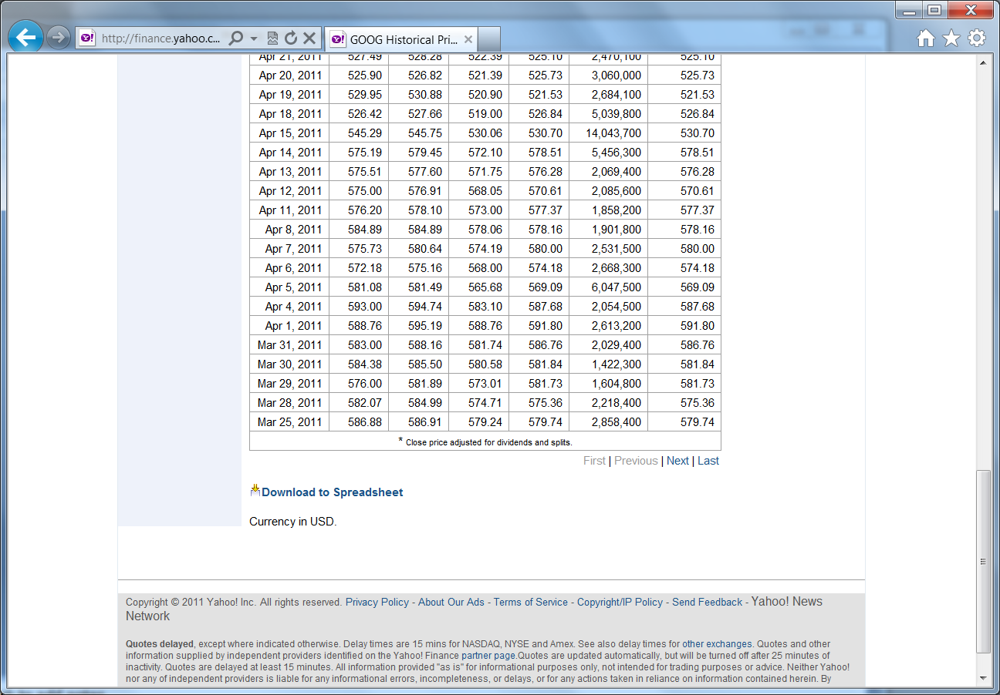 http://finance.yahoo.c...
GOOG Historical Pri...
Apr 21, 2011 527.49 528.28 522.39 525.10 2,470,100 525.10
Apr 20, 2011 525.90 526.82 521.39 525.73 3,060,000 525.73
Apr 19, 2011 529.95 530.88 520.90 521.53 2,684,100 521.53
Apr 18, 2011 526.42 527.66 519.00 526.84 5,039,800 526.84
Apr 15, 2011 545.29 545.75 530.06 530.70 14,043,700 530.70
Apr 14, 2011 575.19 579.45 572.10 578.51 5,456,300 578.51
Apr 13, 2011 575.51 577.60 571.75 576.28 2,069,400 576.28
Apr 12, 2011 575.00 576.91 568.05 570.61 2,085,600 570.61
Apr 11, 2011 576.20 578.10 573.00 577.37 1,858,200 577.37
Apr 8, 2011 584.89 584.89 578.06 578.16 1,901,800 578.16
Apr 7, 2011 575.73 580.64 574.19 580.00 2,531,500 580.00
Apr 6, 2011 572.18 575.16 568.00 574.18 2,668,300 574.18
Apr 5, 2011 581.08 581.49 565.68 569.09 6,047,500 569.09
Apr 4, 2011 593.00 594.74 583.10 587.68 2,054,500 587.68
Apr 1, 2011 588.76 595.19 588.76 591.80 2,613,200 591.80
Mar 31, 2011 583.00 588.16 581.74 586.76 2,029,400 586.76
Mar 30, 2011 584.38 585.50 580.58 581.84 1,422,300 581.84
Mar 29, 2011 576.00 581.89 573.01 581.73 1,604,800 581.73
Mar 28, 2011 582.07 584.99 574.71 575.36 2,218,400 575.36
Mar 25, 2011 586.88 586.91 579.24 579.74 2,858,400 579.74
* Close price adjusted for dividends and splits.
First | Previous | Next | Last
Download to Spreadsheet
Currency in USD.
Copyright © 2011 Yahoo! Inc. All rights reserved. Privacy Policy - About Our Ads - Terms of Service - Copyright/IP Policy - Send Feedback - Yahoo! News
Network
Quotes delayed, except where indicated otherwise. Delay times are 15 mins for NASDAQ, NYSE and Amex. See also delay times for other exchanges. Quotes and other
information supplied by independent providers identified on the Yahoo! Finance partner page.Quotes are updated automatically, but will be turned off after 25 minutes of
inactivity. Quotes are delayed at least 15 minutes. All information provided "as is" for informational purposes only, not intended for trading purposes or advice. Neither Yahoo!
nor any of independent providers is liable for any informational errors, incompleteness, or delays, or for any actions taken in reliance on information contained herein. By